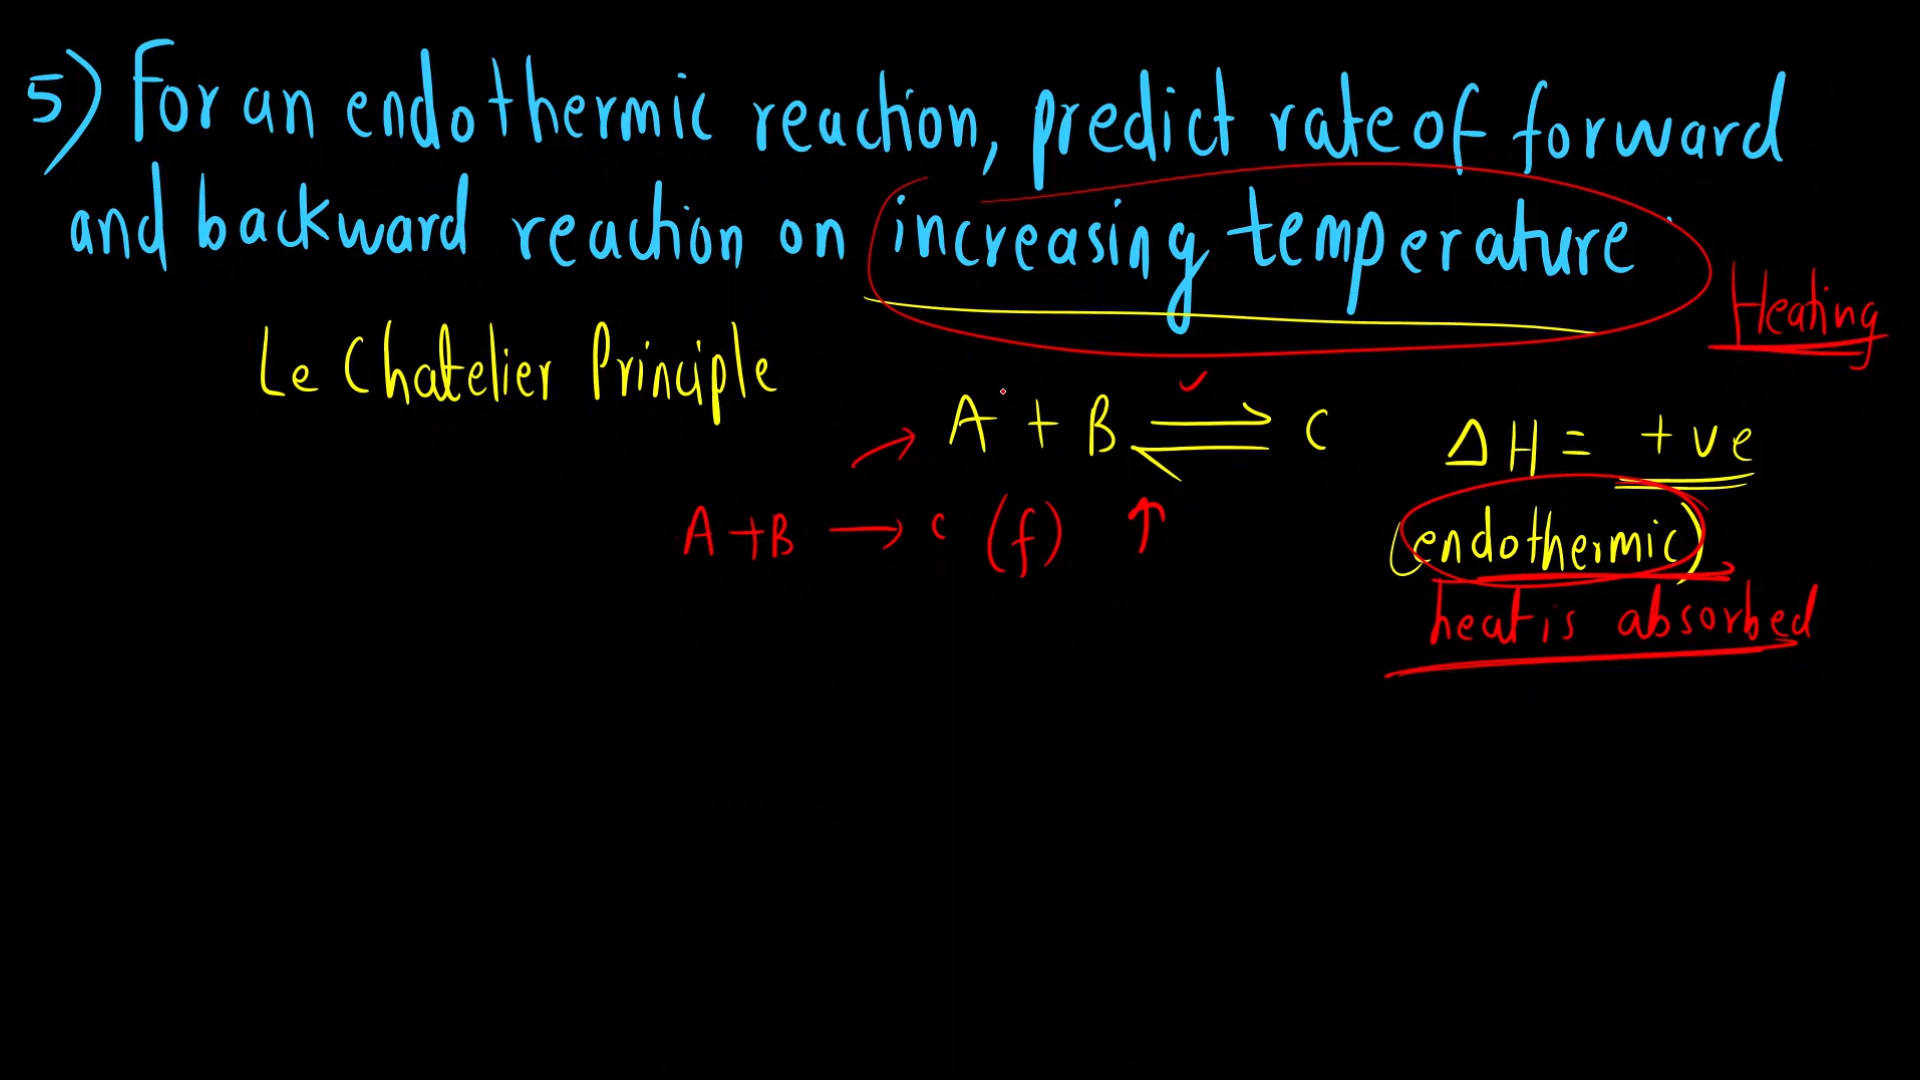 5) For an endothermic reaction, predict rate of forward
and backward reaction on increasing temperature.
Heating
Le Chatelier Principle
A + B ⇌ C ΔH = +ve
A + B → C (f) ↑ (endothermic)
heat is absorbed